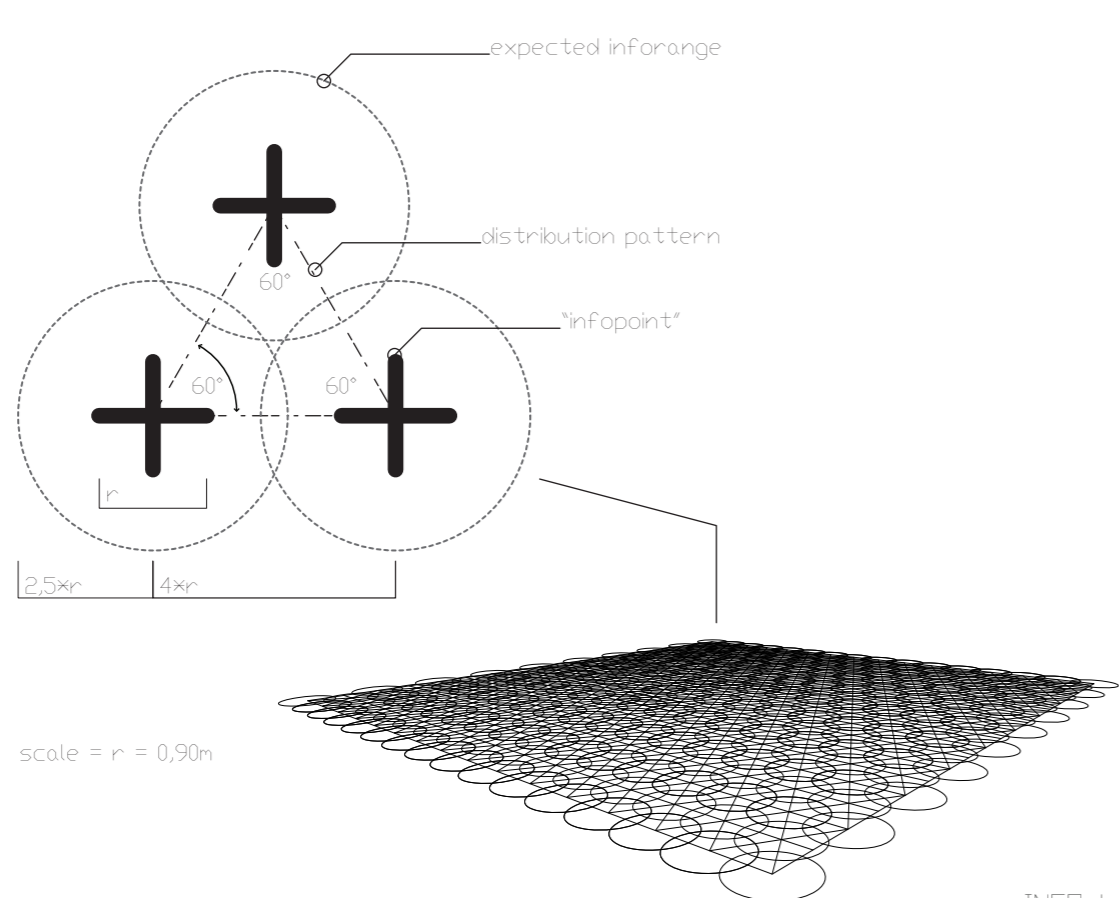 expected inforange
distribution pattern
60°
"infopoint"
60°
60°
r
2,5*r
4*r
scale = r = 0,90m